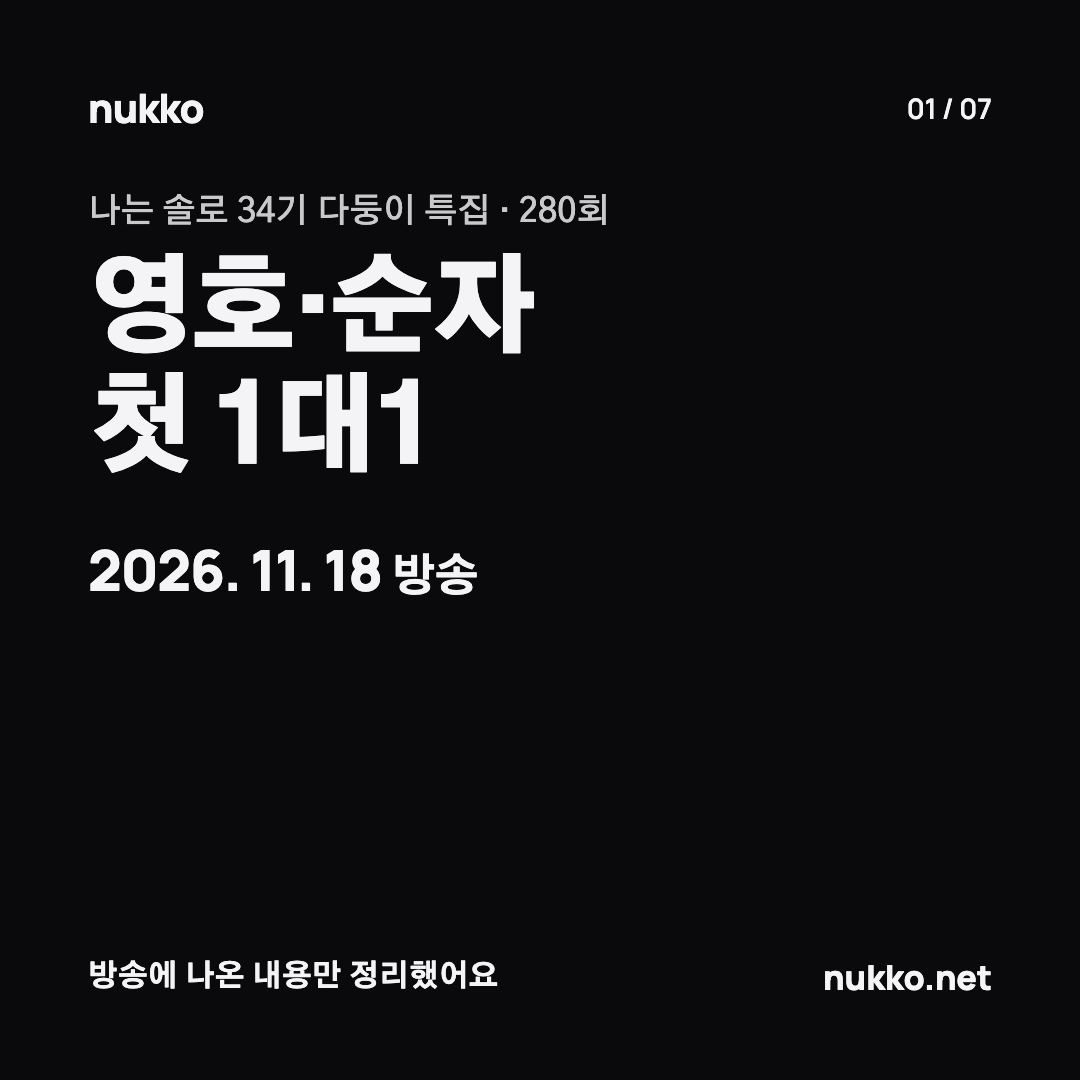 nukko
01 / 07
나는 솔로 34기 다둥이 특집 · 280회
영호·순자
첫 1대1
2026. 11. 18 방송
방송에 나온 내용만 정리했어요
nukko.net